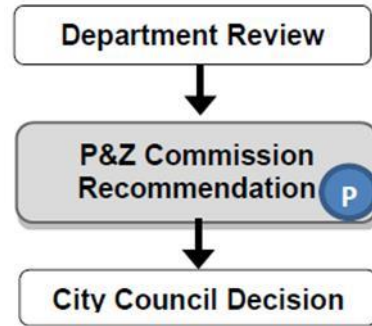 Department Review
P&Z Commission
Recommendation
P
City Council Decision